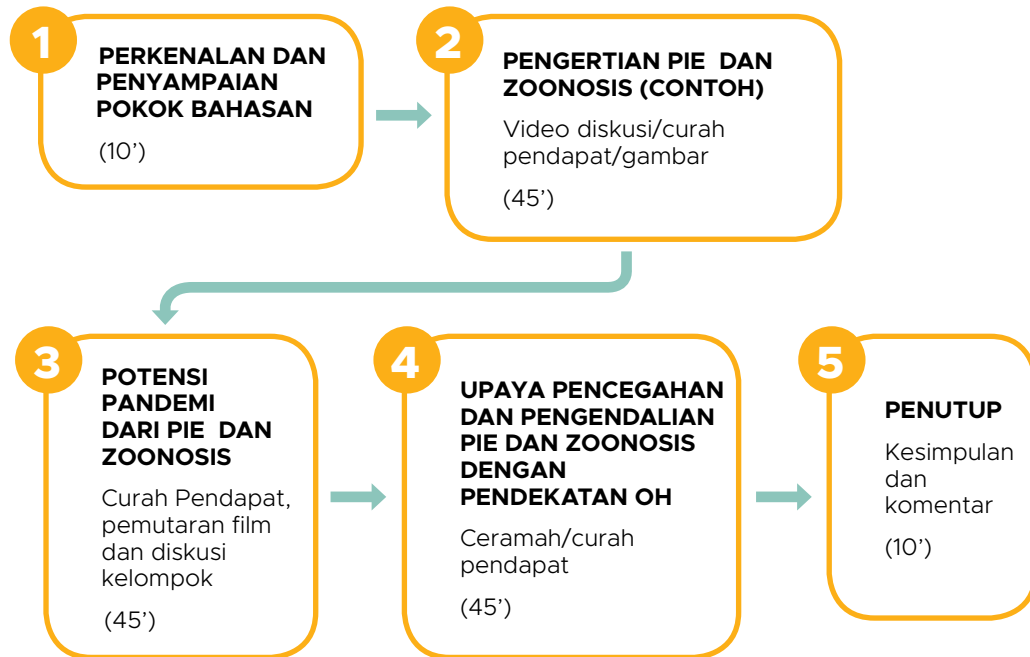 1
PERKENALAN DAN
PENYAMPAIAN
POKOK BAHASAN
(10’)
2
PENGERTIAN PIE DAN
ZOONOSIS (CONTOH)
Video diskusi/curah
pendapat/gambar
(45’)
3
POTENSI
PANDEMI
DARI PIE DAN
ZOONOSIS
Curah Pendapat,
pemutaran film
dan diskusi
kelompok
(45’)
4
UPAYA PENCEGAHAN
DAN PENGENDALIAN
PIE DAN ZOONOSIS
DENGAN
PENDEKATAN OH
Ceramah/curah
pendapat
(45’)
5
PENUTUP
Kesimpulan
dan
komentar
(10’)